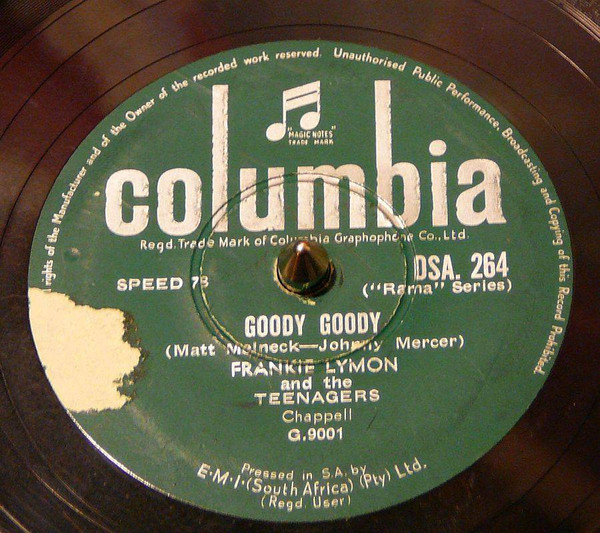 rights of the Manufacturer and of the Owner of the recorded work reserved. Unauthorised Public Performance, Broadcasting and Copying of this Record Prohibited.
"MAGIC NOTES"
TRADE MARK
columbia
Regd. Trade Mark of Columbia Graphophone Co., Ltd.
SPEED 78
DSA. 264
("Rama" Series)
GOODY GOODY
(Matt Malneck—Johnny Mercer)
FRANKIE LYMON
and the
TEENAGERS
Chappell
G.9001
Pressed in S.A. by
E·M·I·(South Africa) (Pty) Ltd.
(Regd. User)